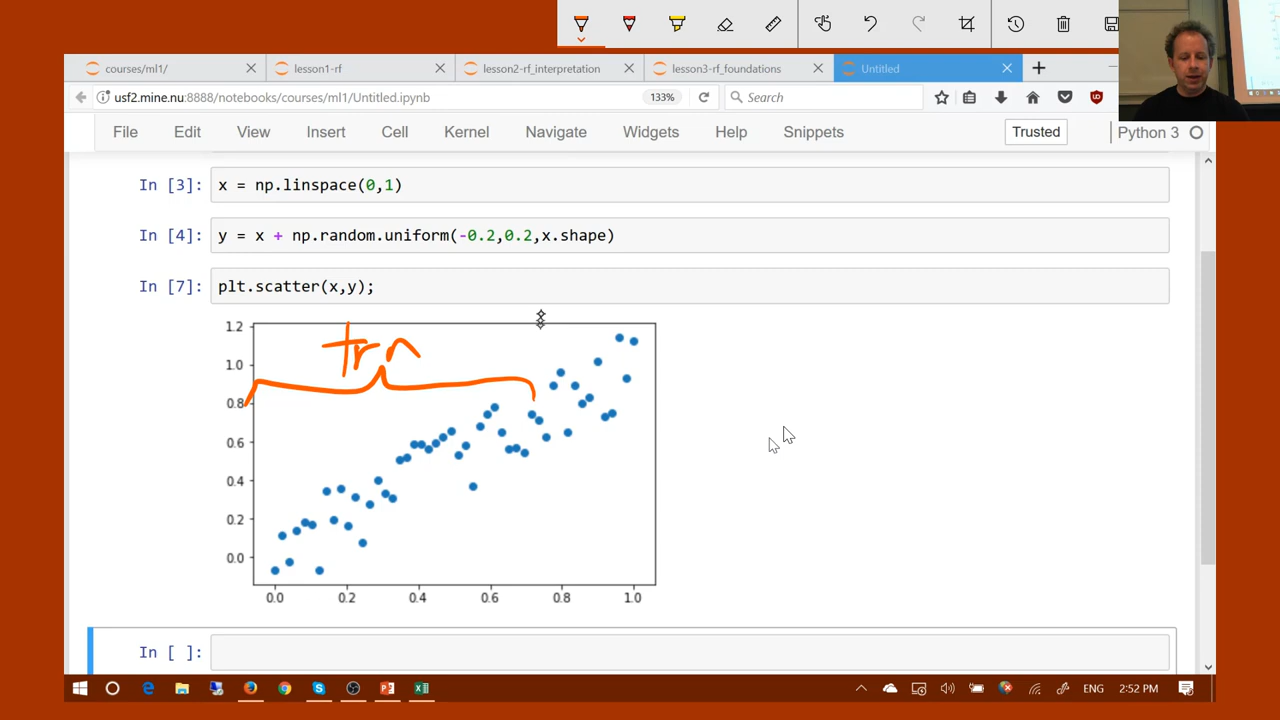 courses/ml1/
lesson1-rf
lesson2-rf_interpretation
lesson3-rf_foundations
Untitled
usf2.mine.nu:8888/notebooks/courses/ml1/Untitled.ipynb
133%
Search
File Edit View Insert Cell Kernel Navigate Widgets Help Snippets
Trusted
Python 3
In [3]: x = np.linspace(0,1)
In [4]: y = x + np.random.uniform(-0.2,0.2,x.shape)
In [7]: plt.scatter(x,y);
trn
1.2
1.0
0.8
0.6
0.4
0.2
0.0
0.0 0.2 0.4 0.6 0.8 1.0
In [ ]:
ENG 2:52 PM